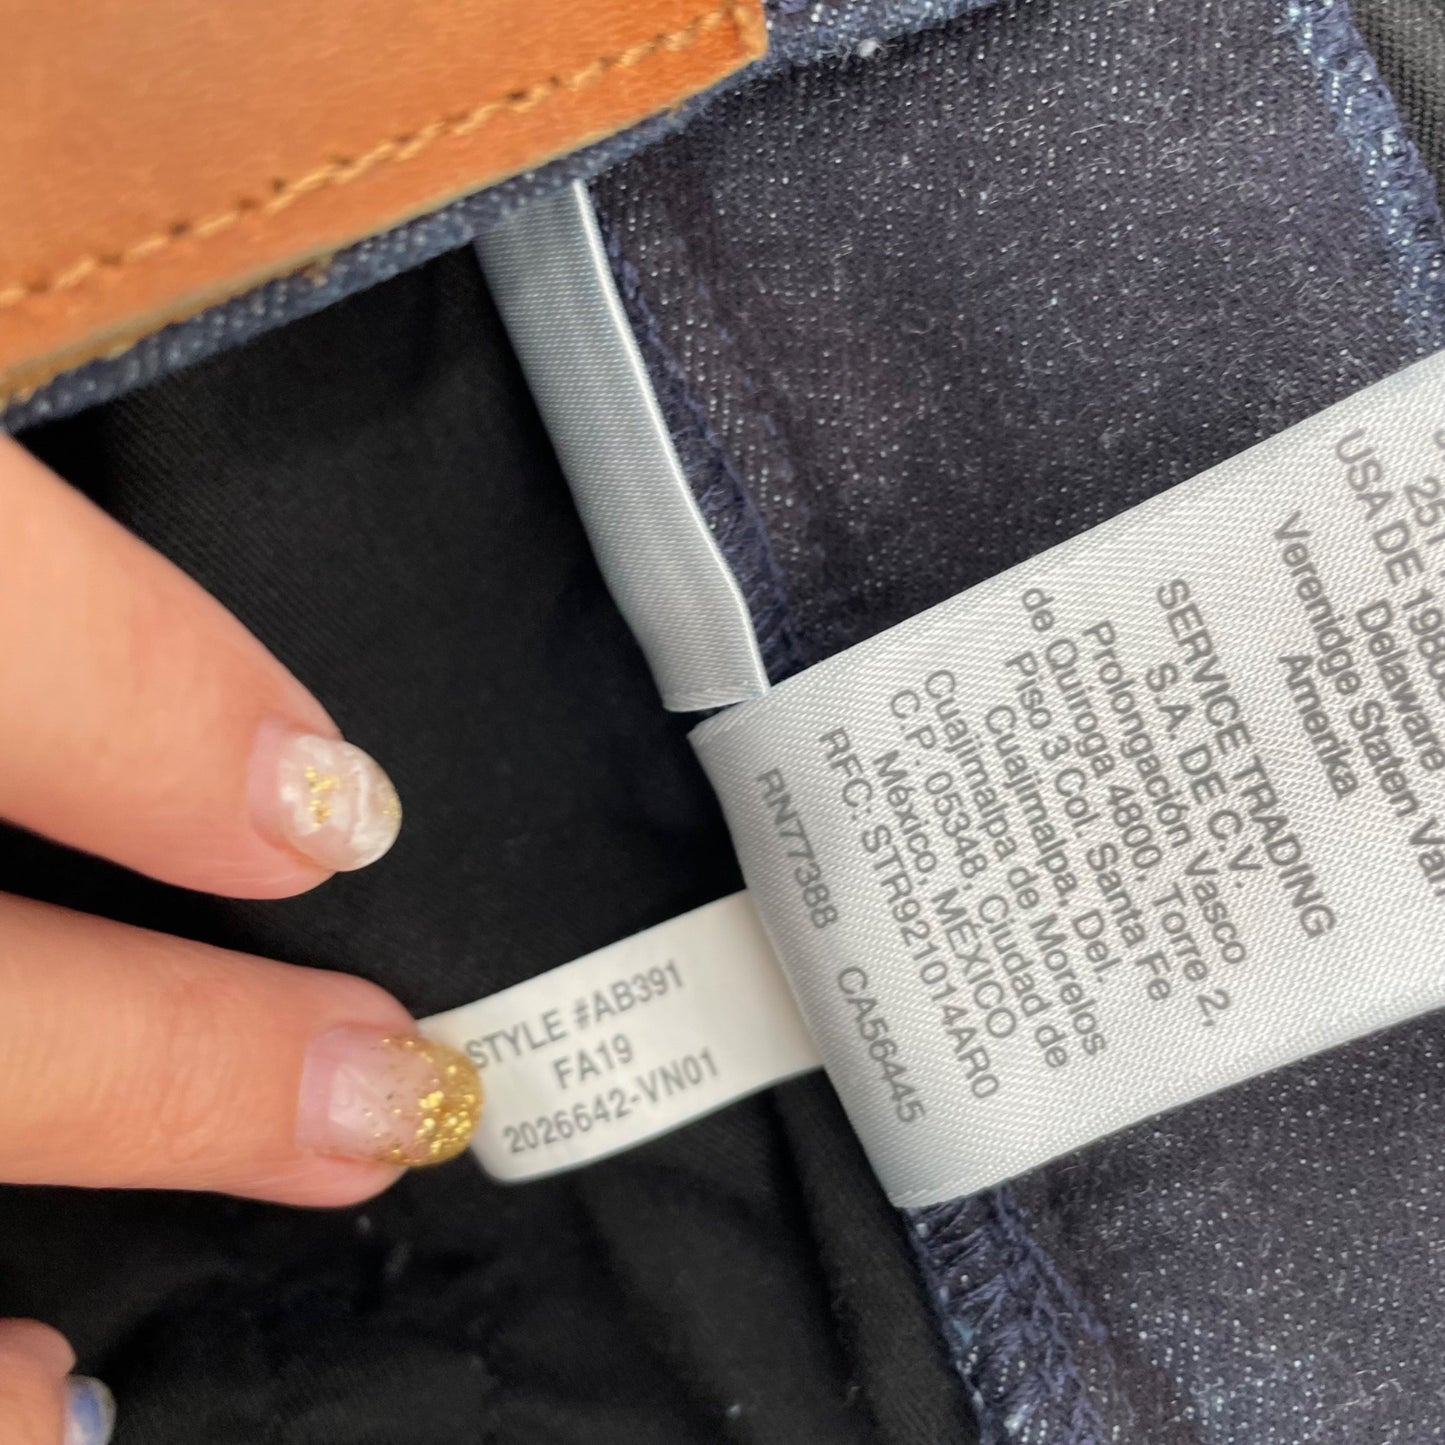 251
USA DE 1980
Delaware
Verenidge Staten Van
Amerika
SERVICE TRADING
S.A. DE C.V.
Prolongación Vasco
de Quiroga 4800, Torre 2,
Piso 3 Col. Santa Fe
Cuajimalpa, Del.
Cuajimalpa de Morelos
C.P. 05348, Ciudad de
México, MÉXICO
RFC: STR921014AR0
RN77388 CA56445
STYLE #AB391
FA19
2026642-VN01